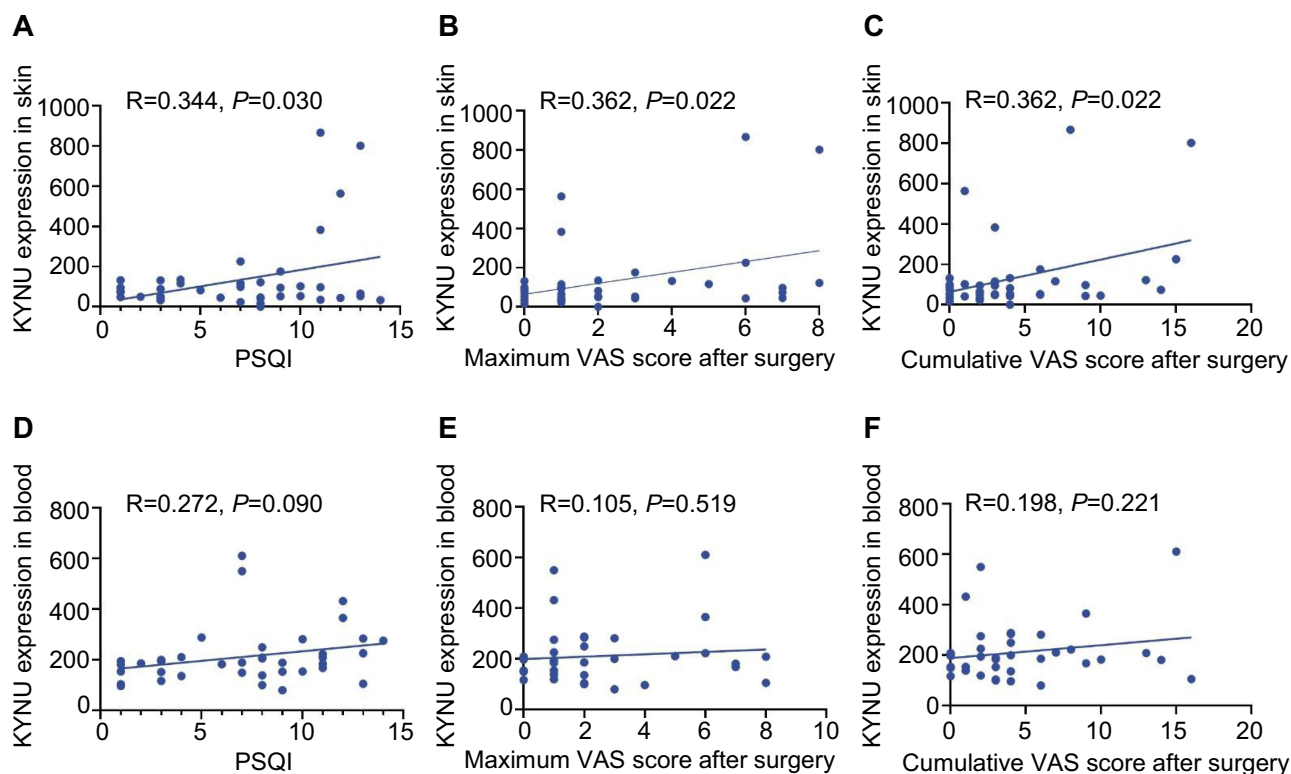 A
KYNU expression in skin
R=0.344, P=0.030
1000
800
600
400
200
0
0
5
10
15
PSQI
B
KYNU expression in skin
R=0.362, P=0.022
1000
800
600
400
200
0
0
2
4
6
8
Maximum VAS score after surgery
C
KYNU expression in skin
R=0.362, P=0.022
1000
800
600
400
200
0
0
5
10
15
20
Cumulative VAS score after surgery
D
KYNU expression in blood
R=0.272, P=0.090
800
600
400
200
0
0
5
10
15
PSQI
E
KYNU expression in blood
R=0.105, P=0.519
800
600
400
200
0
0
2
4
6
8
10
Maximum VAS score after surgery
F
KYNU expression in blood
R=0.198, P=0.221
800
600
400
200
0
0
5
10
15
20
Cumulative VAS score after surgery